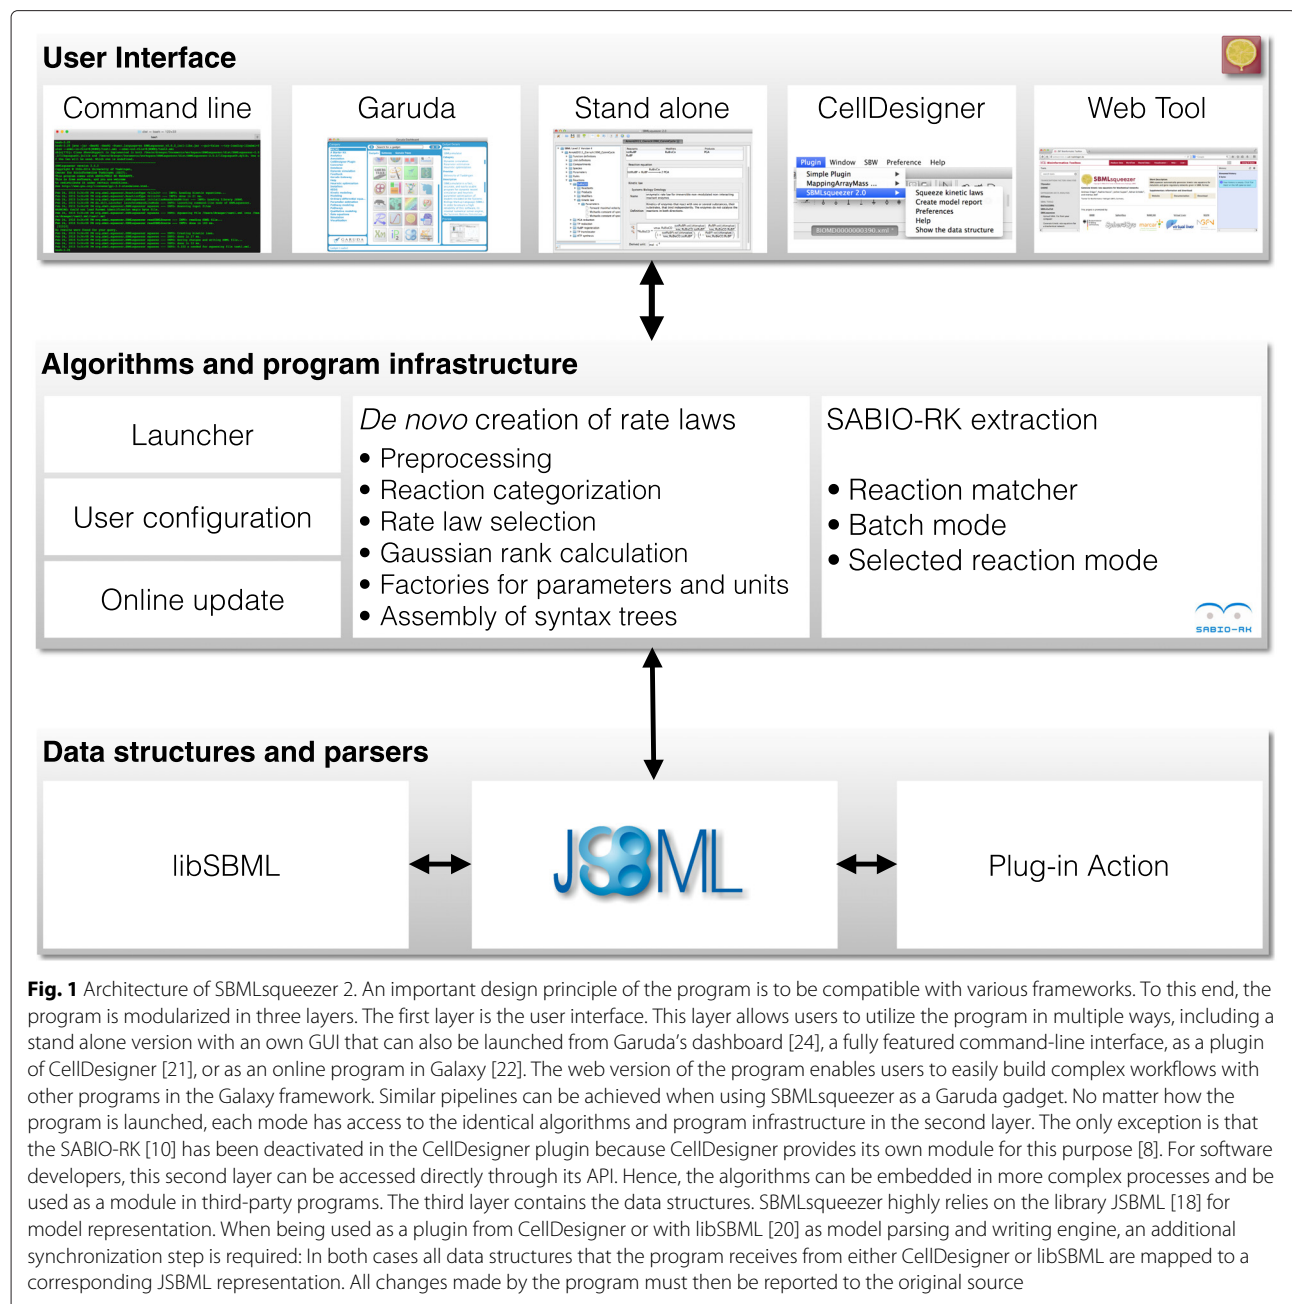 User Interface
Command line
Garuda
Stand alone
CellDesigner
Web Tool
Plugin Window SBW Preference Help
Simple Plugin
MappingArrayMass ...
SBMLsqueezer 2.0
Squeeze kinetic laws
Create model report
Preferences
Help
Show the data structure
BIOMD0000000390.xml
GARUDA
SBMLsqueezer
Algorithms and program infrastructure
Launcher
User configuration
Online update
De novo creation of rate laws
• Preprocessing
• Reaction categorization
• Rate law selection
• Gaussian rank calculation
• Factories for parameters and units
• Assembly of syntax trees
SABIO-RK extraction
• Reaction matcher
• Batch mode
• Selected reaction mode
SABIO-RK
Data structures and parsers
libSBML
JSBML
Plug-in Action
Fig. 1 Architecture of SBMLsqueezer 2. An important design principle of the program is to be compatible with various frameworks. To this end, the
program is modularized in three layers. The first layer is the user interface. This layer allows users to utilize the program in multiple ways, including a
stand alone version with an own GUI that can also be launched from Garuda's dashboard [24], a fully featured command-line interface, as a plugin
of CellDesigner [21], or as an online program in Galaxy [22]. The web version of the program enables users to easily build complex workflows with
other programs in the Galaxy framework. Similar pipelines can be achieved when using SBMLsqueezer as a Garuda gadget. No matter how the
program is launched, each mode has access to the identical algorithms and program infrastructure in the second layer. The only exception is that
the SABIO-RK [10] has been deactivated in the CellDesigner plugin because CellDesigner provides its own module for this purpose [8]. For software
developers, this second layer can be accessed directly through its API. Hence, the algorithms can be embedded in more complex processes and be
used as a module in third-party programs. The third layer contains the data structures. SBMLsqueezer highly relies on the library JSBML [18] for
model representation. When being used as a plugin from CellDesigner or with libSBML [20] as model parsing and writing engine, an additional
synchronization step is required: In both cases all data structures that the program receives from either CellDesigner or libSBML are mapped to a
corresponding JSBML representation. All changes made by the program must then be reported to the original source